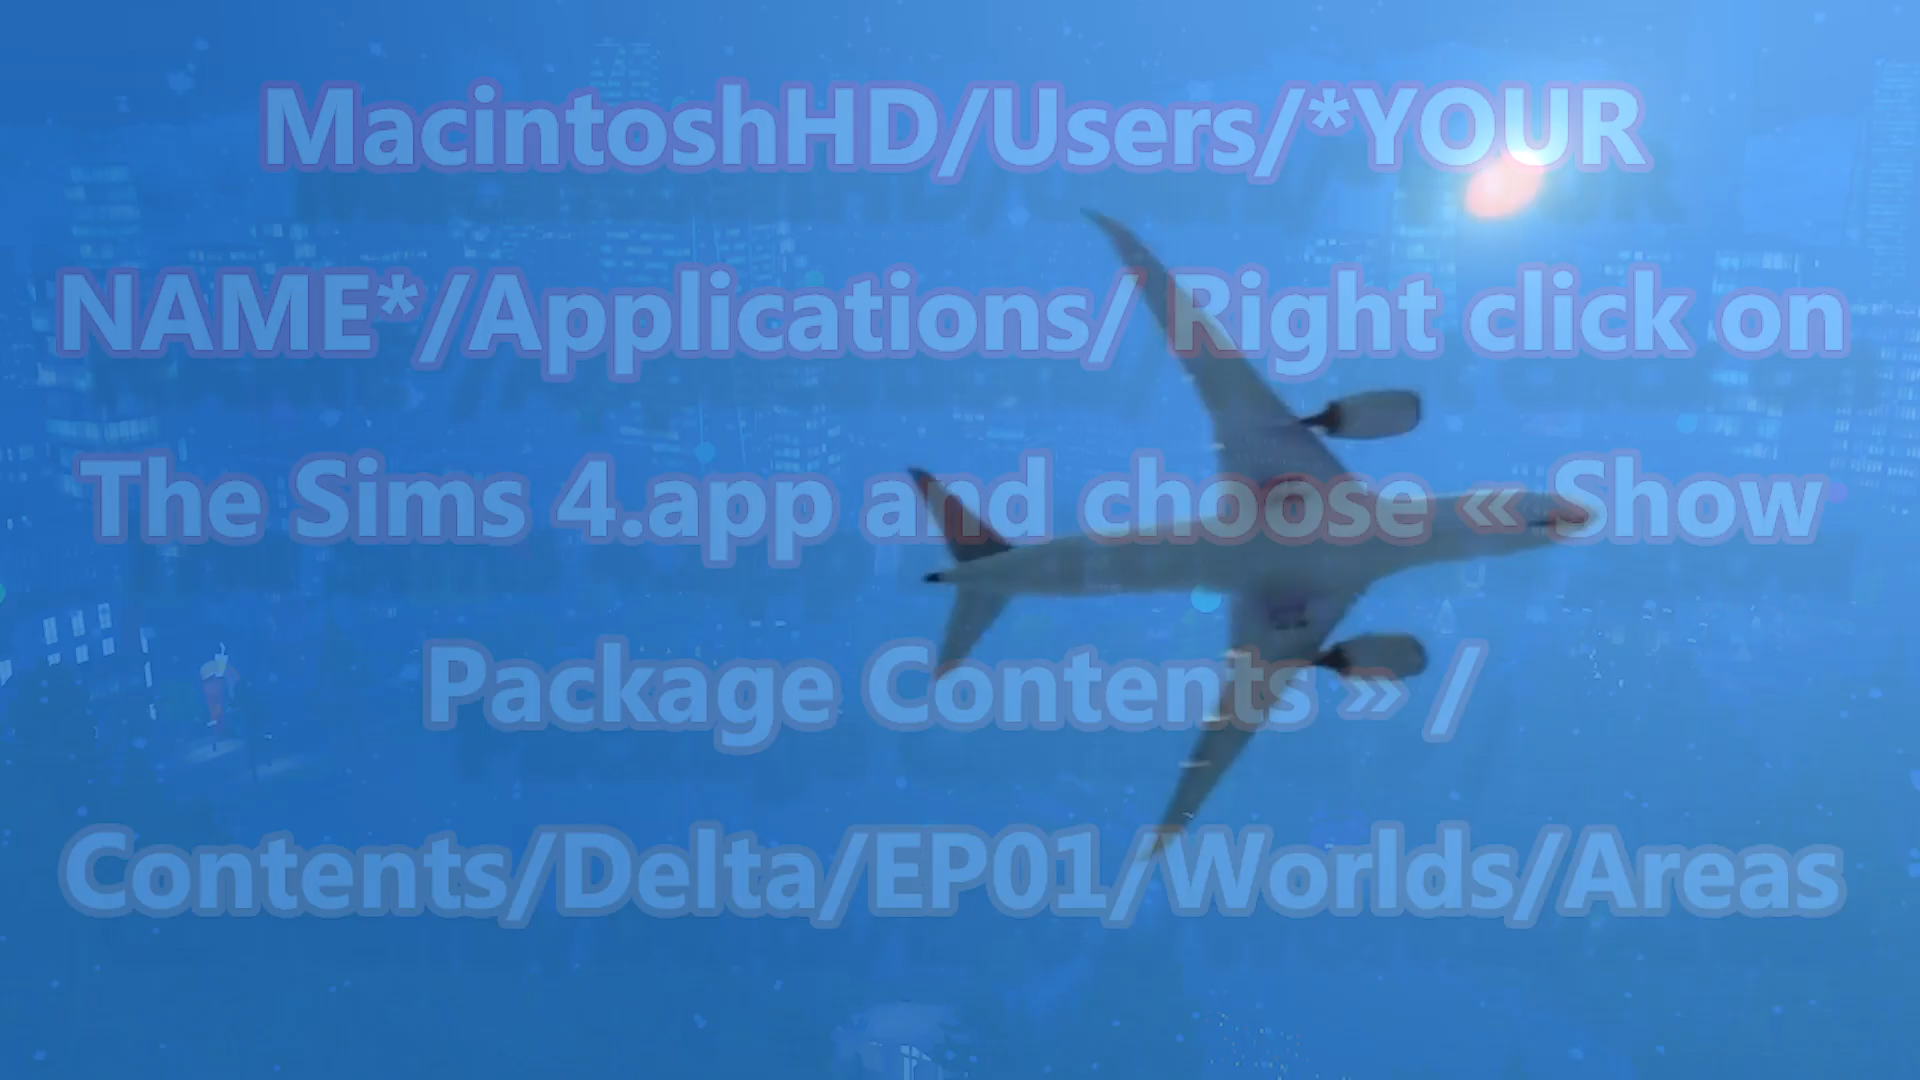 MacintoshHD/Users/*YOUR
NAME*/Applications/ Right click on
The Sims 4.app and choose « Show
Package Contents » /
Contents/Delta/EP01/Worlds/Areas